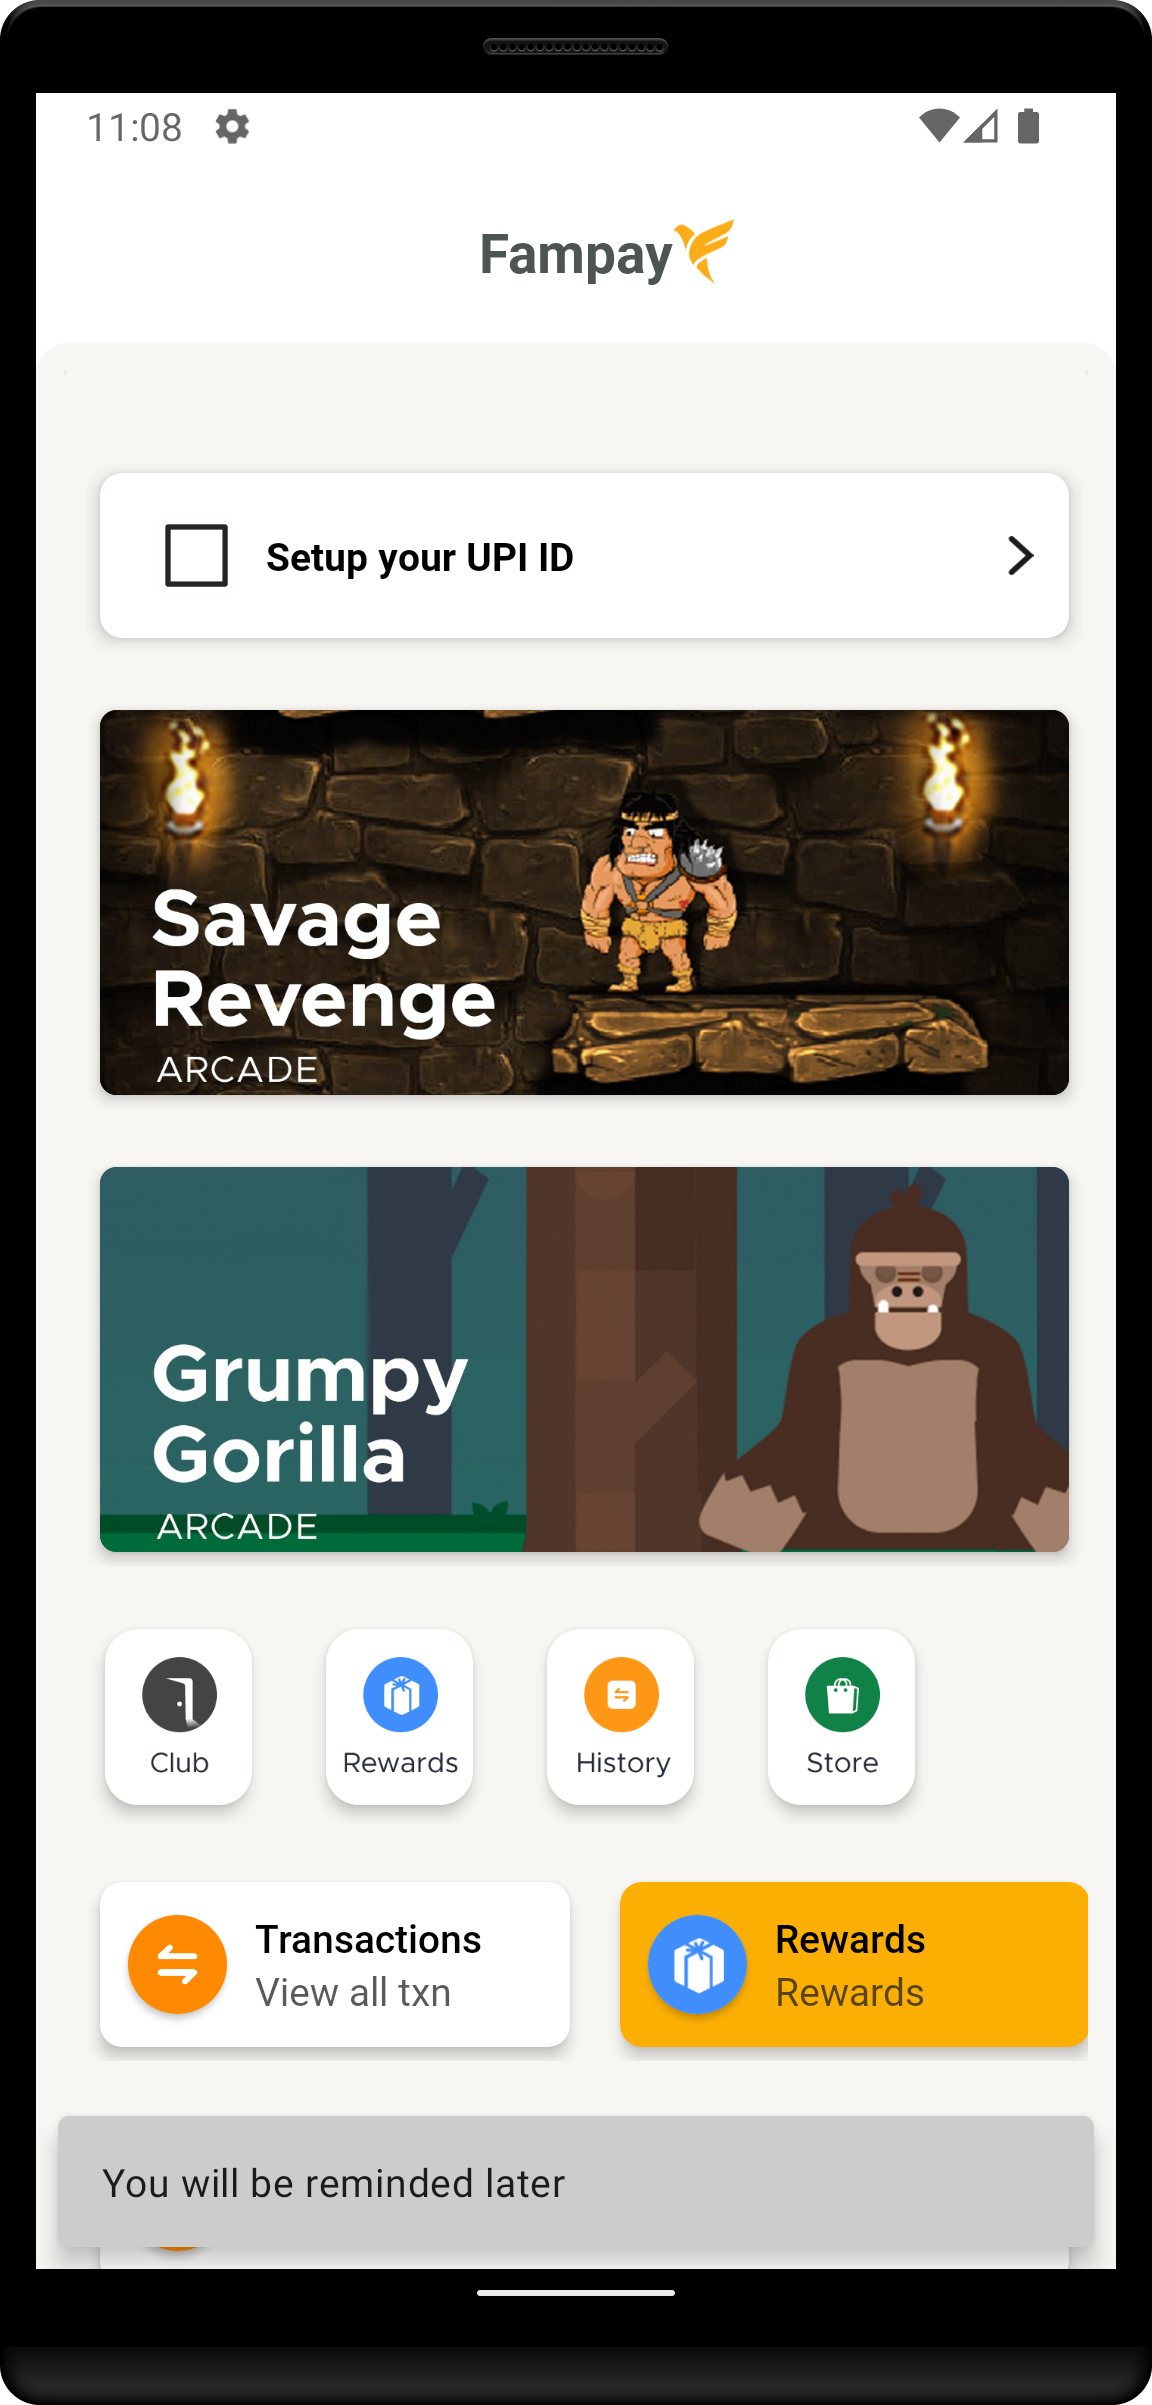 11:08
Fampay
Setup your UPI ID
Savage
Revenge
ARCADE
Grumpy
Gorilla
ARCADE
Club
Rewards
History
Store
Transactions
View all txn
Rewards
Rewards
You will be reminded later